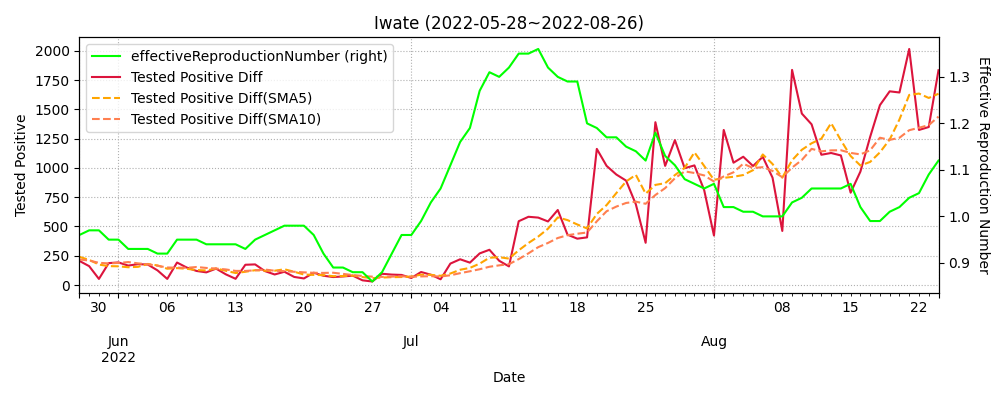 Iwate (2022-05-28~2022-08-26)
effectiveReproductionNumber (right)
Tested Positive Diff
Tested Positive Diff(SMA5)
Tested Positive Diff(SMA10)
Tested Positive
2000
1750
1500
1250
1000
750
500
250
0
1.3
1.2
1.1
1.0
0.9
Effective Reproduction Number
30 06 13 20 27 04 11 18 25 08 15 22
Jun Jul Aug
2022
Date